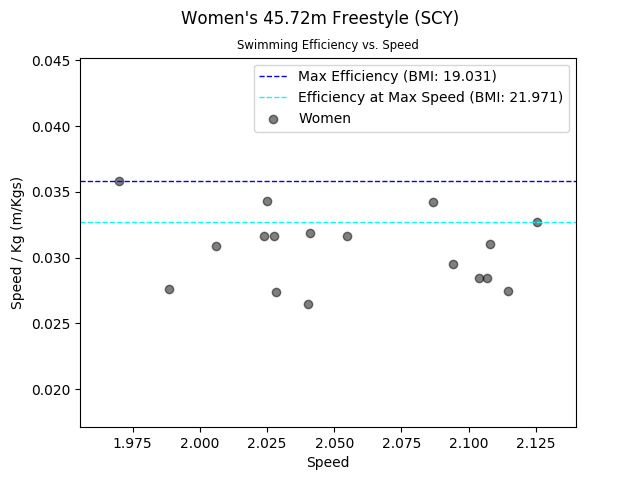 Women's 45.72m Freestyle (SCY)
Swimming Efficiency vs. Speed
Max Efficiency (BMI: 19.031)
Efficiency at Max Speed (BMI: 21.971)
Women
Speed / Kg (m/Kgs)
0.045
0.040
0.035
0.030
0.025
0.020
1.975 2.000 2.025 2.050 2.075 2.100 2.125
Speed